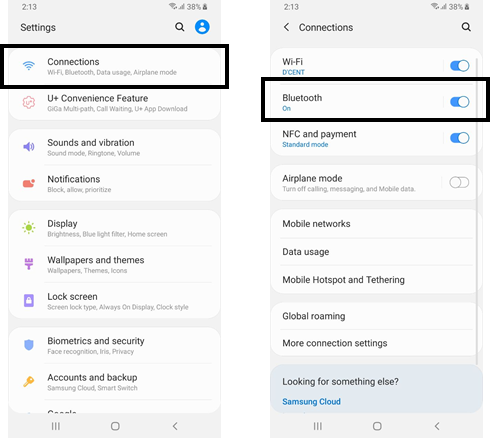 2:13
38%
Settings
Connections
Wi-Fi, Bluetooth, Data usage, Airplane mode
U+ Convenience Feature
GiGa Multi-path, Call Waiting, U+ App Download
Sounds and vibration
Sound mode, Ringtone, Volume
Notifications
Block, allow, prioritize
Display
Brightness, Blue light filter, Home screen
Wallpapers and themes
Wallpapers, Themes, Icons
Lock screen
Screen lock type, Always On Display, Clock style
Biometrics and security
Face recognition, Iris, Privacy
Accounts and backup
Samsung Cloud, Smart Switch
Google
2:13
38%
Connections
Wi-Fi
D'CENT
Bluetooth
On
NFC and payment
Standard mode
Airplane mode
Turn off calling, messaging, and Mobile data.
Mobile networks
Data usage
Mobile Hotspot and Tethering
Global roaming
More connection settings
Looking for something else?
Samsung Cloud